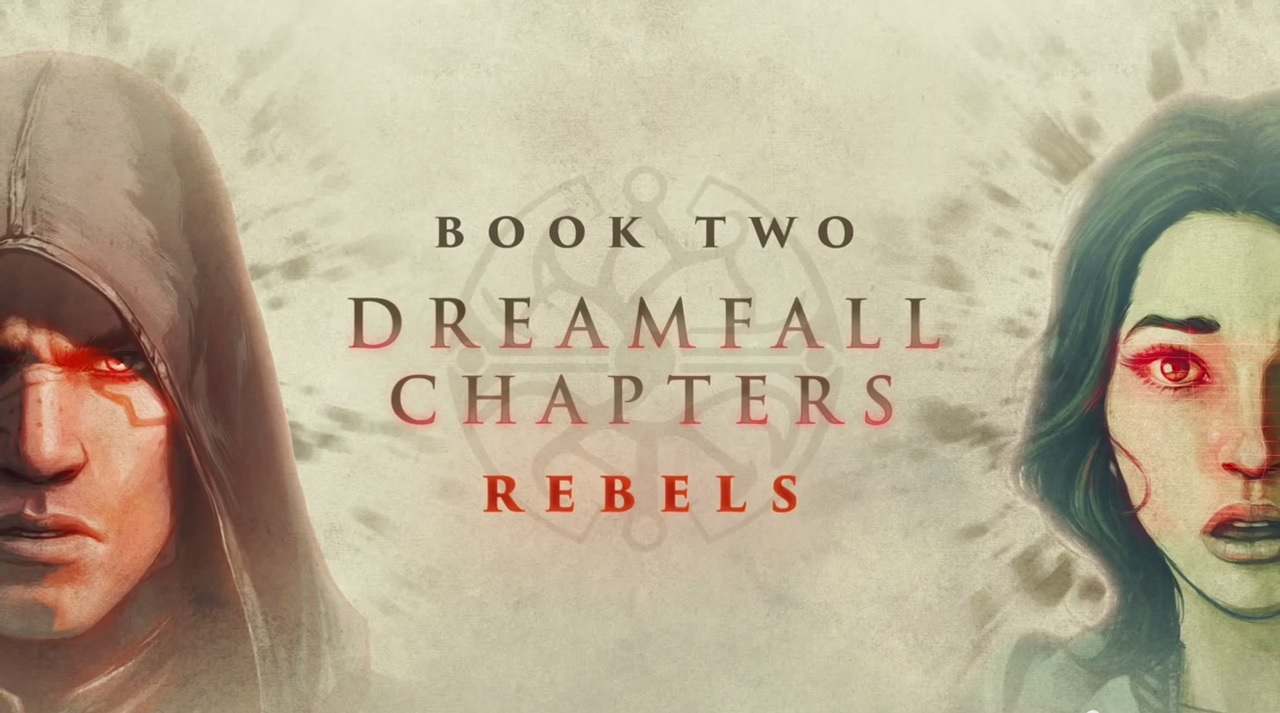 BOOK TWO
DREAMFALL
CHAPTERS
REBELS